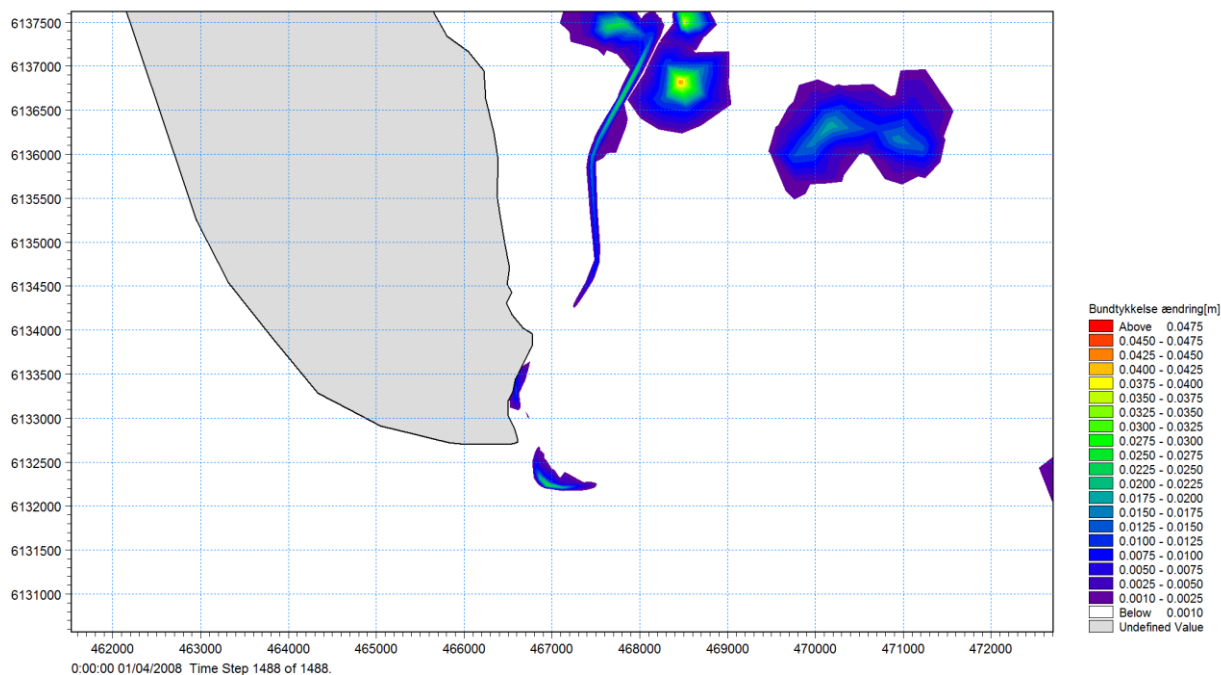 6137500
6137000
6136500
6136000
6135500
6135000
6134500
6134000
6133500
6133000
6132500
6132000
6131500
6131000
462000 463000 464000 465000 466000 467000 468000 469000 470000 471000 472000
0:00:00 01/04/2008 Time Step 1488 of 1488.
Bundtykkelse ændring[m]
Above 0.0475
0.0450 - 0.0475
0.0425 - 0.0450
0.0400 - 0.0425
0.0375 - 0.0400
0.0350 - 0.0375
0.0325 - 0.0350
0.0300 - 0.0325
0.0275 - 0.0300
0.0250 - 0.0275
0.0225 - 0.0250
0.0200 - 0.0225
0.0175 - 0.0200
0.0150 - 0.0175
0.0125 - 0.0150
0.0100 - 0.0125
0.0075 - 0.0100
0.0050 - 0.0075
0.0025 - 0.0050
0.0010 - 0.0025
Below 0.0010
Undefined Value